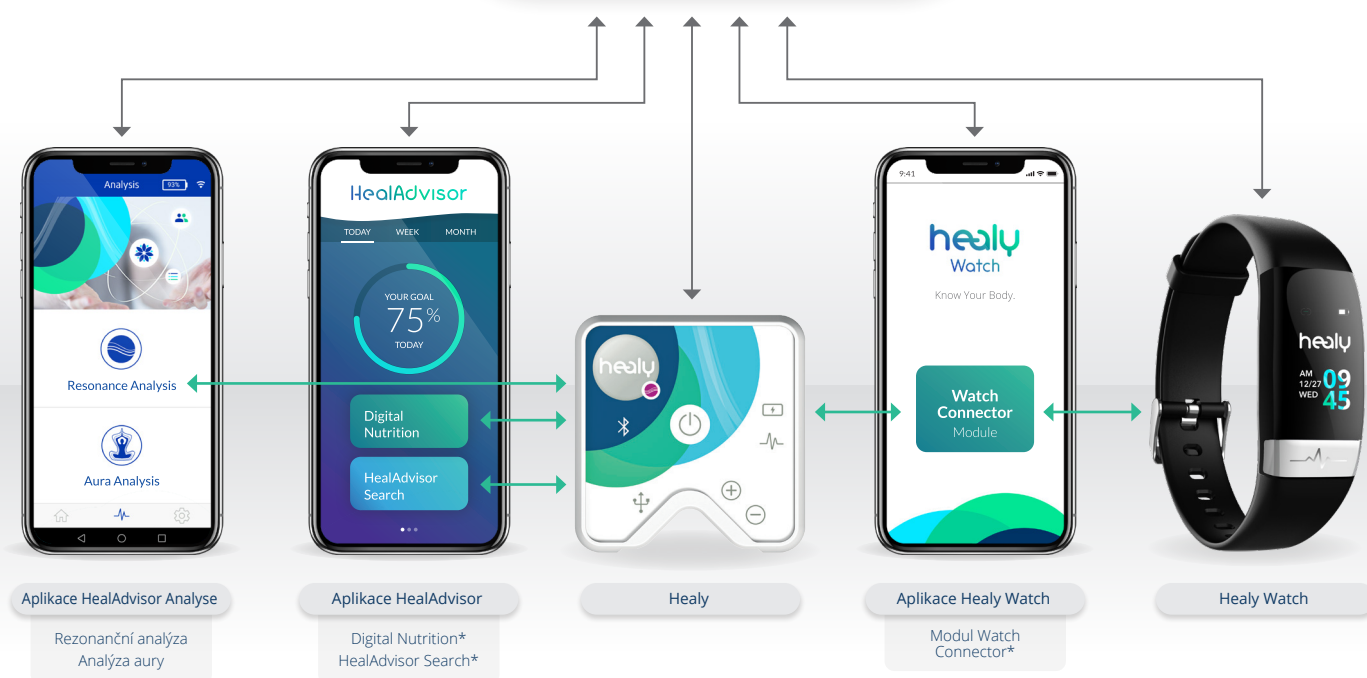 Analysis
93%
Resonance Analysis
Aura Analysis
HealAdvisor
TODAY
WEEK
MONTH
YOUR GOAL
75%
TODAY
Digital
Nutrition
HealAdvisor
Search
healy
9:41
healy
Watch
Know Your Body.
Watch
Connector
Module
healy
AM
12/27
WED
09
45
Aplikace HealAdvisor Analyse
Rezonanční analýza
Analýza aury
Aplikace HealAdvisor
Digital Nutrition*
HealAdvisor Search*
Healy
Aplikace Healy Watch
Modul Watch
Connector*
Healy Watch